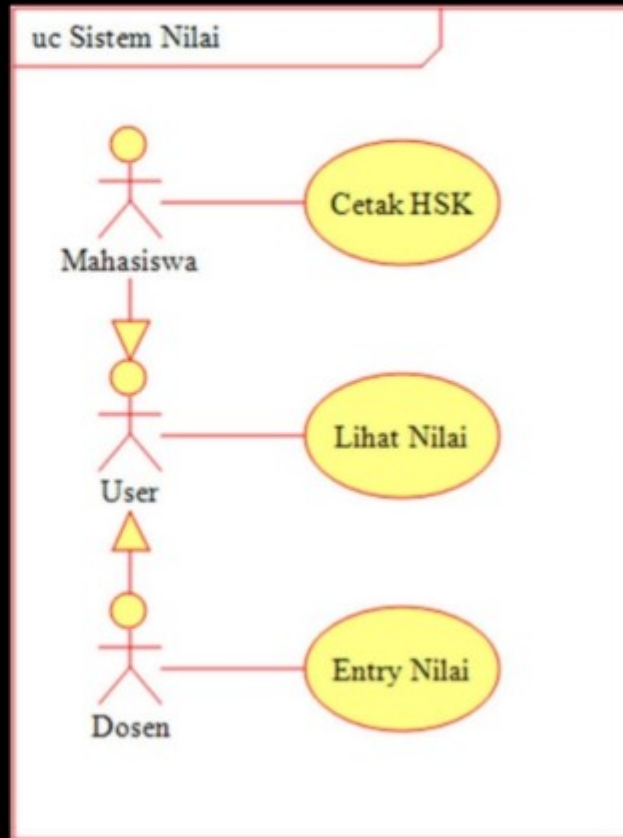 uc Sistem Nilai
Cetak HSK
Mahasiswa
Lihat Nilai
User
Entry Nilai
Dosen